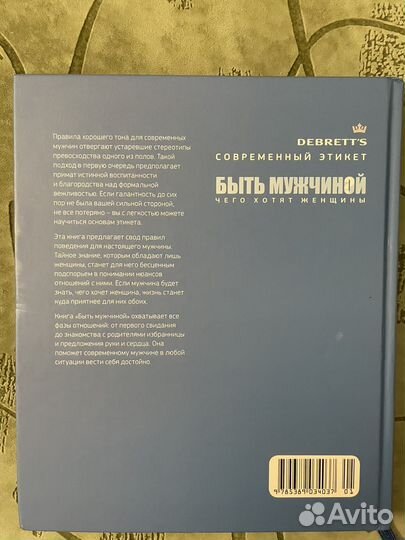 DEBRETT'S
СОВРЕМЕННЫЙ ЭТИКЕТ
БЫТЬ МУЖЧИНОЙ
ЧЕГО ХОТЯТ ЖЕНЩИНЫ
Правила хорошего тона для современных
мужчин отвергают устаревшие стереотипы
превосходства одного из полов. Такой
подход в первую очередь предполагает
примат истинной воспитанности
и благородства над формальной
вежливостью. Если галантность до сих
пор не была вашей сильной стороной,
не все потеряно – вы с легкостью можете
научиться основам этикета.
Эта книга предлагает свод правил
поведения для настоящего мужчины.
Тайное знание, которым обладают лишь
женщины, станет для него бесценным
подспорьем в понимании нюансов
отношений с ними. Если мужчина будет
знать, чего хочет женщина, жизнь станет
куда приятнее для них обоих.
Книга «Быть мужчиной» охватывает все
фазы отношений: от первого свидания
до знакомства с родителями избранницы
и предложения руки и сердца. Она
поможет современному мужчине в любой
ситуации вести себя достойно.
9 785389 034037 01
Avito